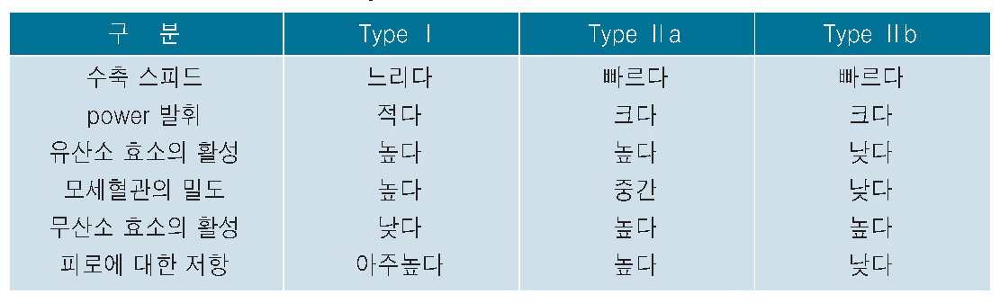 구 분 Type Ⅰ Type Ⅱa Type Ⅱb
수축 스피드 느리다 빠르다 빠르다
power 발휘 적다 크다 크다
유산소 효소의 활성 높다 높다 낮다
모세혈관의 밀도 높다 중간 낮다
무산소 효소의 활성 낮다 높다 높다
피로에 대한 저항 아주높다 높다 낮다